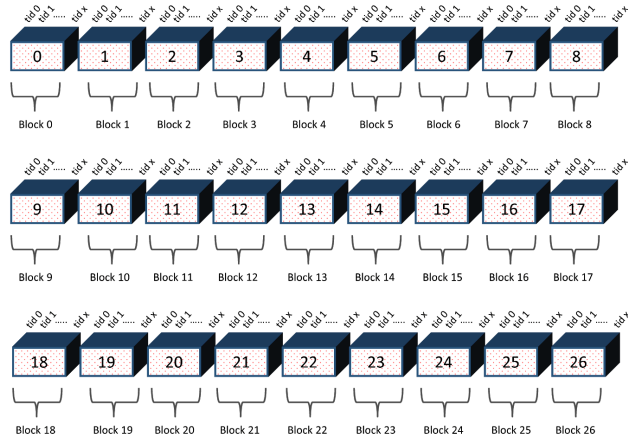 tid 0 tid 1 ..... tid x tid 0 tid 1 ..... tid x tid 0 tid 1 ..... tid x tid 0 tid 1 ..... tid x tid 0 tid 1 ..... tid x tid 0 tid 1 ..... tid x tid 0 tid 1 ..... tid x tid 0 tid 1 ..... tid x tid 0 tid 1 ..... tid x
0 1 2 3 4 5 6 7 8
Block 0 Block 1 Block 2 Block 3 Block 4 Block 5 Block 6 Block 7 Block 8
tid 0 tid 1 ..... tid x tid 0 tid 1 ..... tid x tid 0 tid 1 ..... tid x tid 0 tid 1 ..... tid x tid 0 tid 1 ..... tid x tid 0 tid 1 ..... tid x tid 0 tid 1 ..... tid x tid 0 tid 1 ..... tid x tid 0 tid 1 ..... tid x
9 10 11 12 13 14 15 16 17
Block 9 Block 10 Block 11 Block 12 Block 13 Block 14 Block 15 Block 16 Block 17
tid 0 tid 1 ..... tid x tid 0 tid 1 ..... tid x tid 0 tid 1 ..... tid x tid 0 tid 1 ..... tid x tid 0 tid 1 ..... tid x tid 0 tid 1 ..... tid x tid 0 tid 1 ..... tid x tid 0 tid 1 ..... tid x tid 0 tid 1 ..... tid x
18 19 20 21 22 23 24 25 26
Block 18 Block 19 Block 20 Block 21 Block 22 Block 23 Block 24 Block 25 Block 26